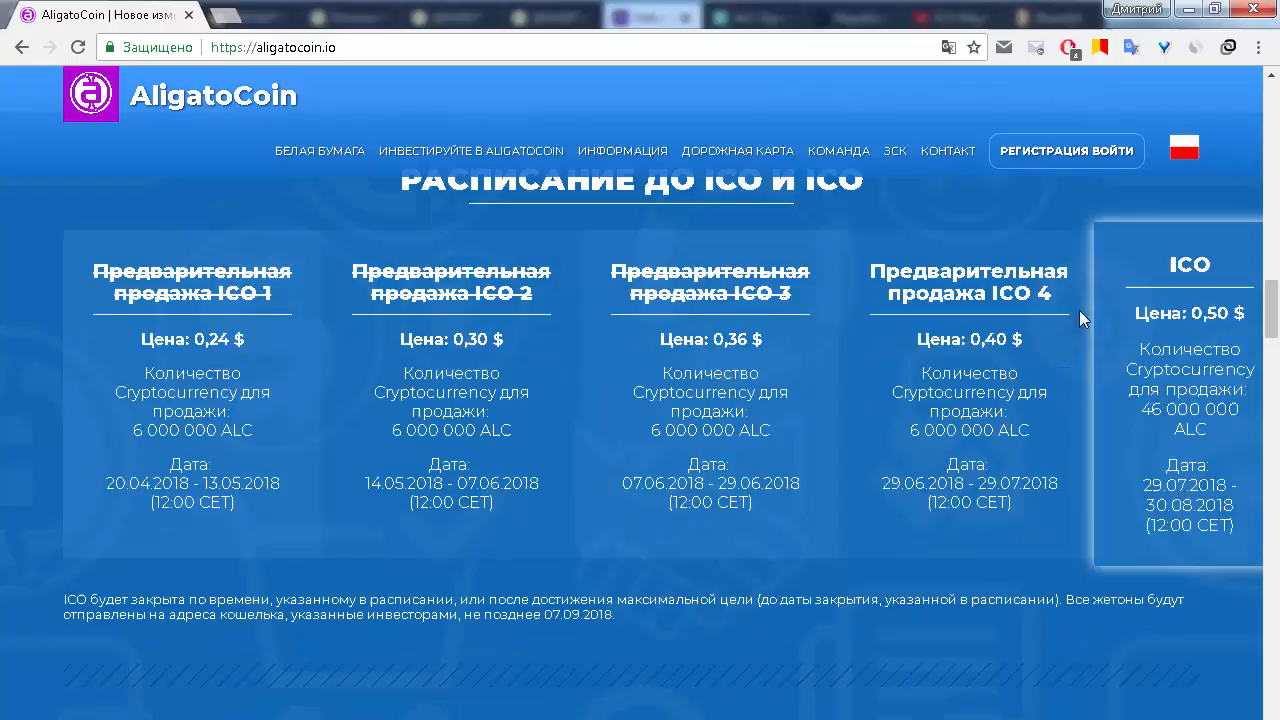 AligatoCoin | Новое изме
Дмитрий
Защищено
https://aligatocoin.io
4
AligatoCoin
БЕЛАЯ БУМАГА
ИНВЕСТИРУЙТЕ В ALIGATOCOIN
ИНФОРМАЦИЯ
ДОРОЖНАЯ КАРТА
КОМАНДА
ЗСК
КОНТАКТ
РЕГИСТРАЦИЯ ВОЙТИ
РАСПИСАНИЕ ДО ICO И ICO
Предварительная
продажа ICO 1
Цена: 0,24 $
Количество
Cryptocurrency для
продажи:
6 000 000 ALC
Дата:
20.04.2018 - 13.05.2018
(12:00 CET)
Предварительная
продажа ICO 2
Цена: 0,30 $
Количество
Cryptocurrency для
продажи:
6 000 000 ALC
Дата:
14.05.2018 - 07.06.2018
(12:00 CET)
Предварительная
продажа ICO 3
Цена: 0,36 $
Количество
Cryptocurrency для
продажи:
6 000 000 ALC
Дата:
07.06.2018 - 29.06.2018
(12:00 CET)
Предварительная
продажа ICO 4
Цена: 0,40 $
Количество
Cryptocurrency для
продажи:
6 000 000 ALC
Дата:
29.06.2018 - 29.07.2018
(12:00 CET)
ICO
Цена: 0,50 $
Количество
Cryptocurrency
для продажи:
46 000 000
ALC
Дата:
29.07.2018 -
30.08.2018
(12:00 CET)
ICO будет закрыта по времени, указанному в расписании, или после достижения максимальной цели (до даты закрытия, указанной в расписании). Все жетоны будут
отправлены на адреса кошелька, указанные инвесторами, не позднее 07.09.2018.